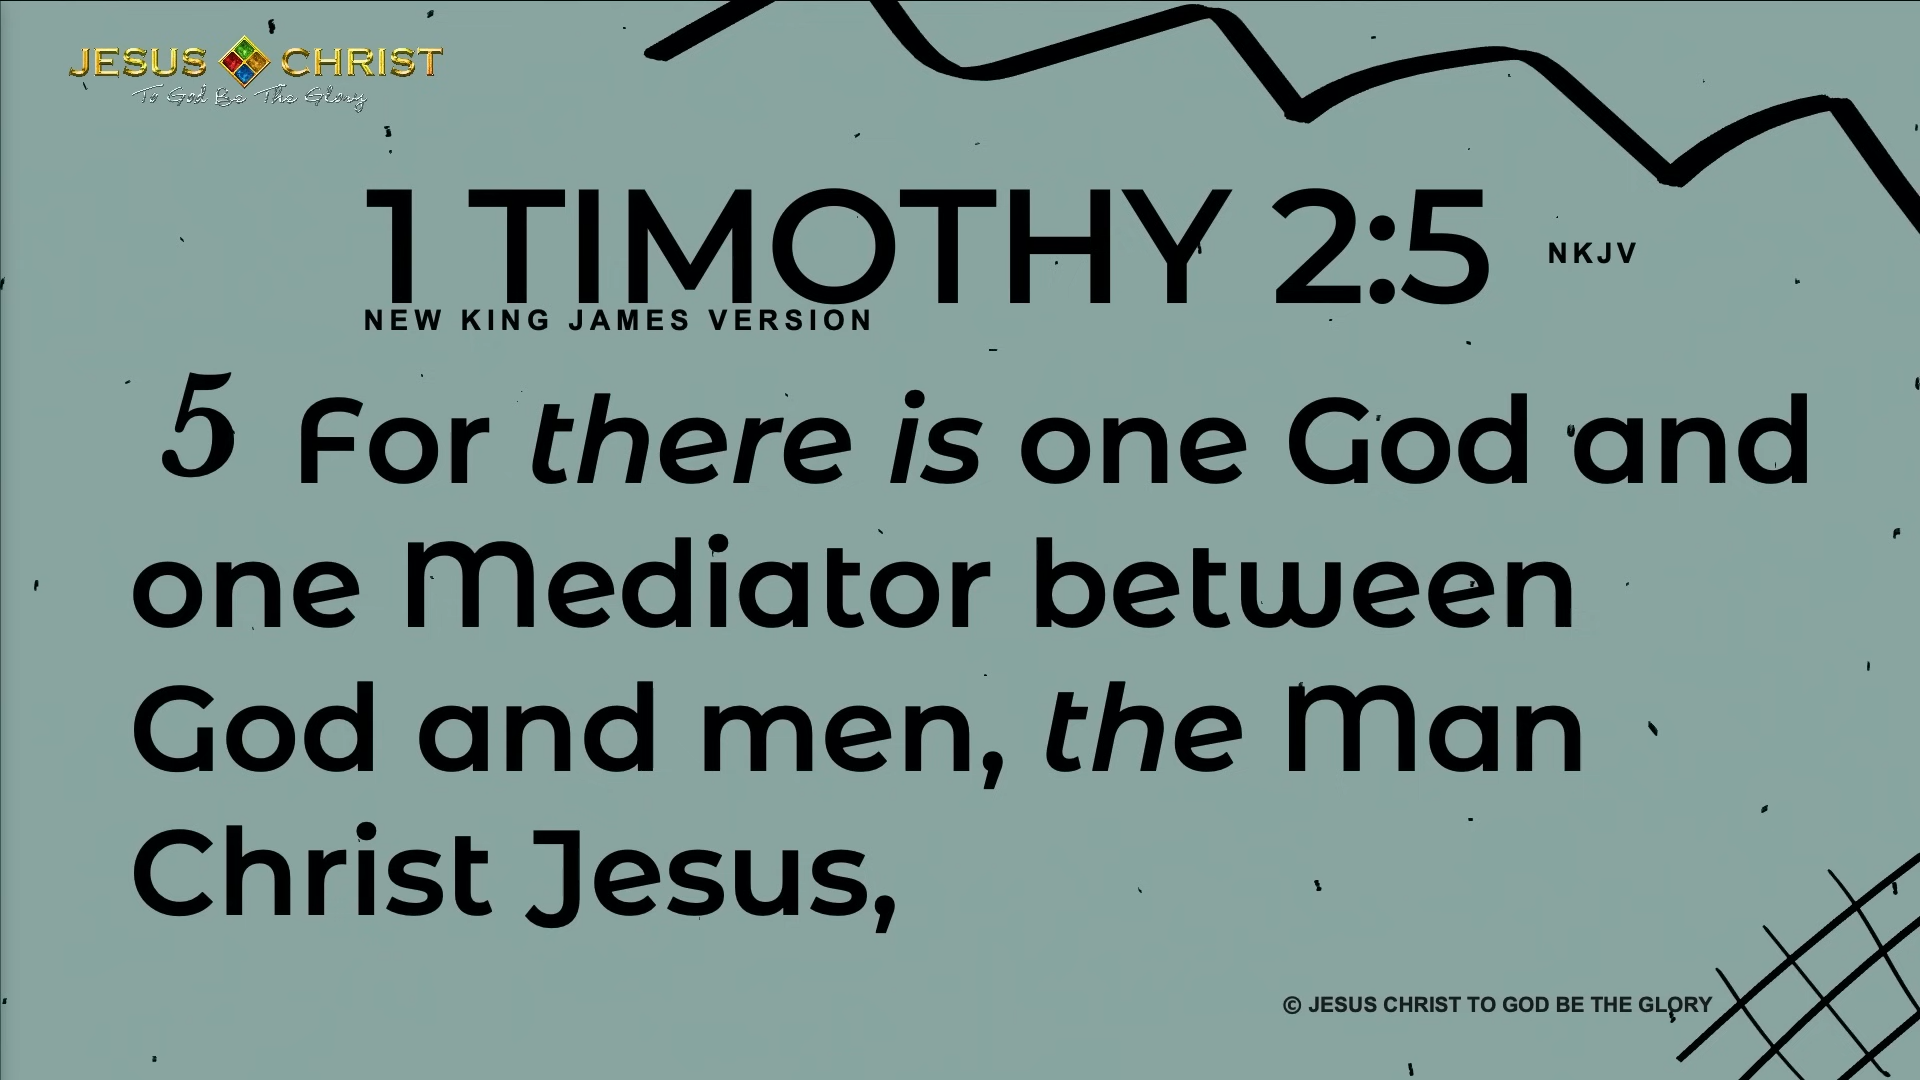 JESUS CHRIST
To God Be The Glory
1 TIMOTHY 2:5 NKJV
NEW KING JAMES VERSION
5 For there is one God and
one Mediator between
God and men, the Man
Christ Jesus,
© JESUS CHRIST TO GOD BE THE GLORY